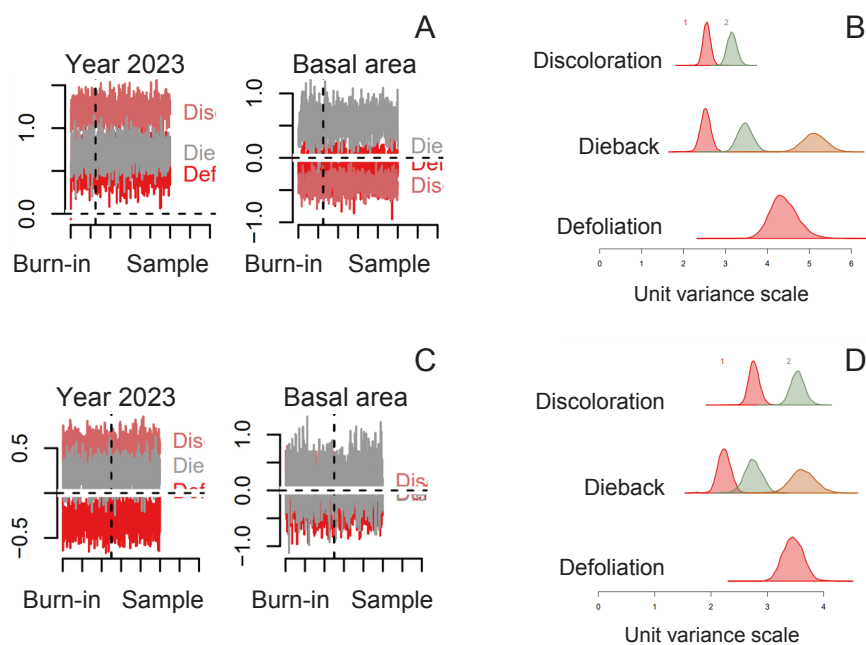 A
Year 2023
Basal area
1.0
0.0
Dis
Die
Def
1.0
0.0
−1.0
Die
Def
Dis
Burn-in Sample
Burn-in Sample
B
1 2
Discoloration
Dieback
Defoliation
0 1 2 3 4 5 6
Unit variance scale
C
Year 2023
Basal area
0.5
−0.5
Dis
Die
Def
1.0
0.0
−1.0
Dis
Burn-in Sample
Burn-in Sample
D
1 2
Discoloration
Dieback
Defoliation
0 1 2 3 4
Unit variance scale